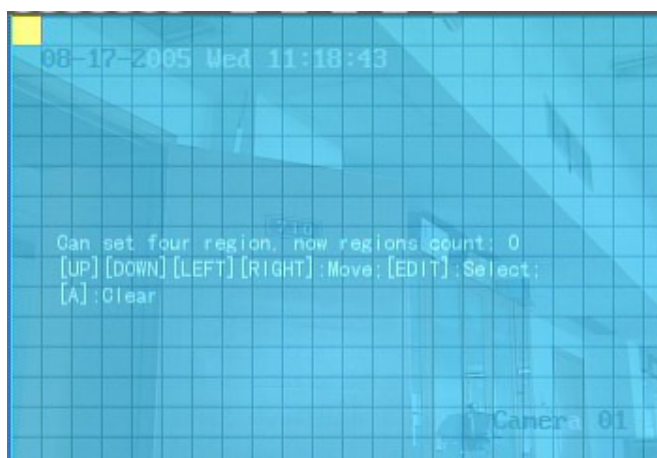 08-17-2005 Wed 11:18:43
Can set four region, now regions count: 0
[UP][DOWN][LEFT][RIGHT]:Move;[EDIT]:Select;
[A]:Clear
Camera 01